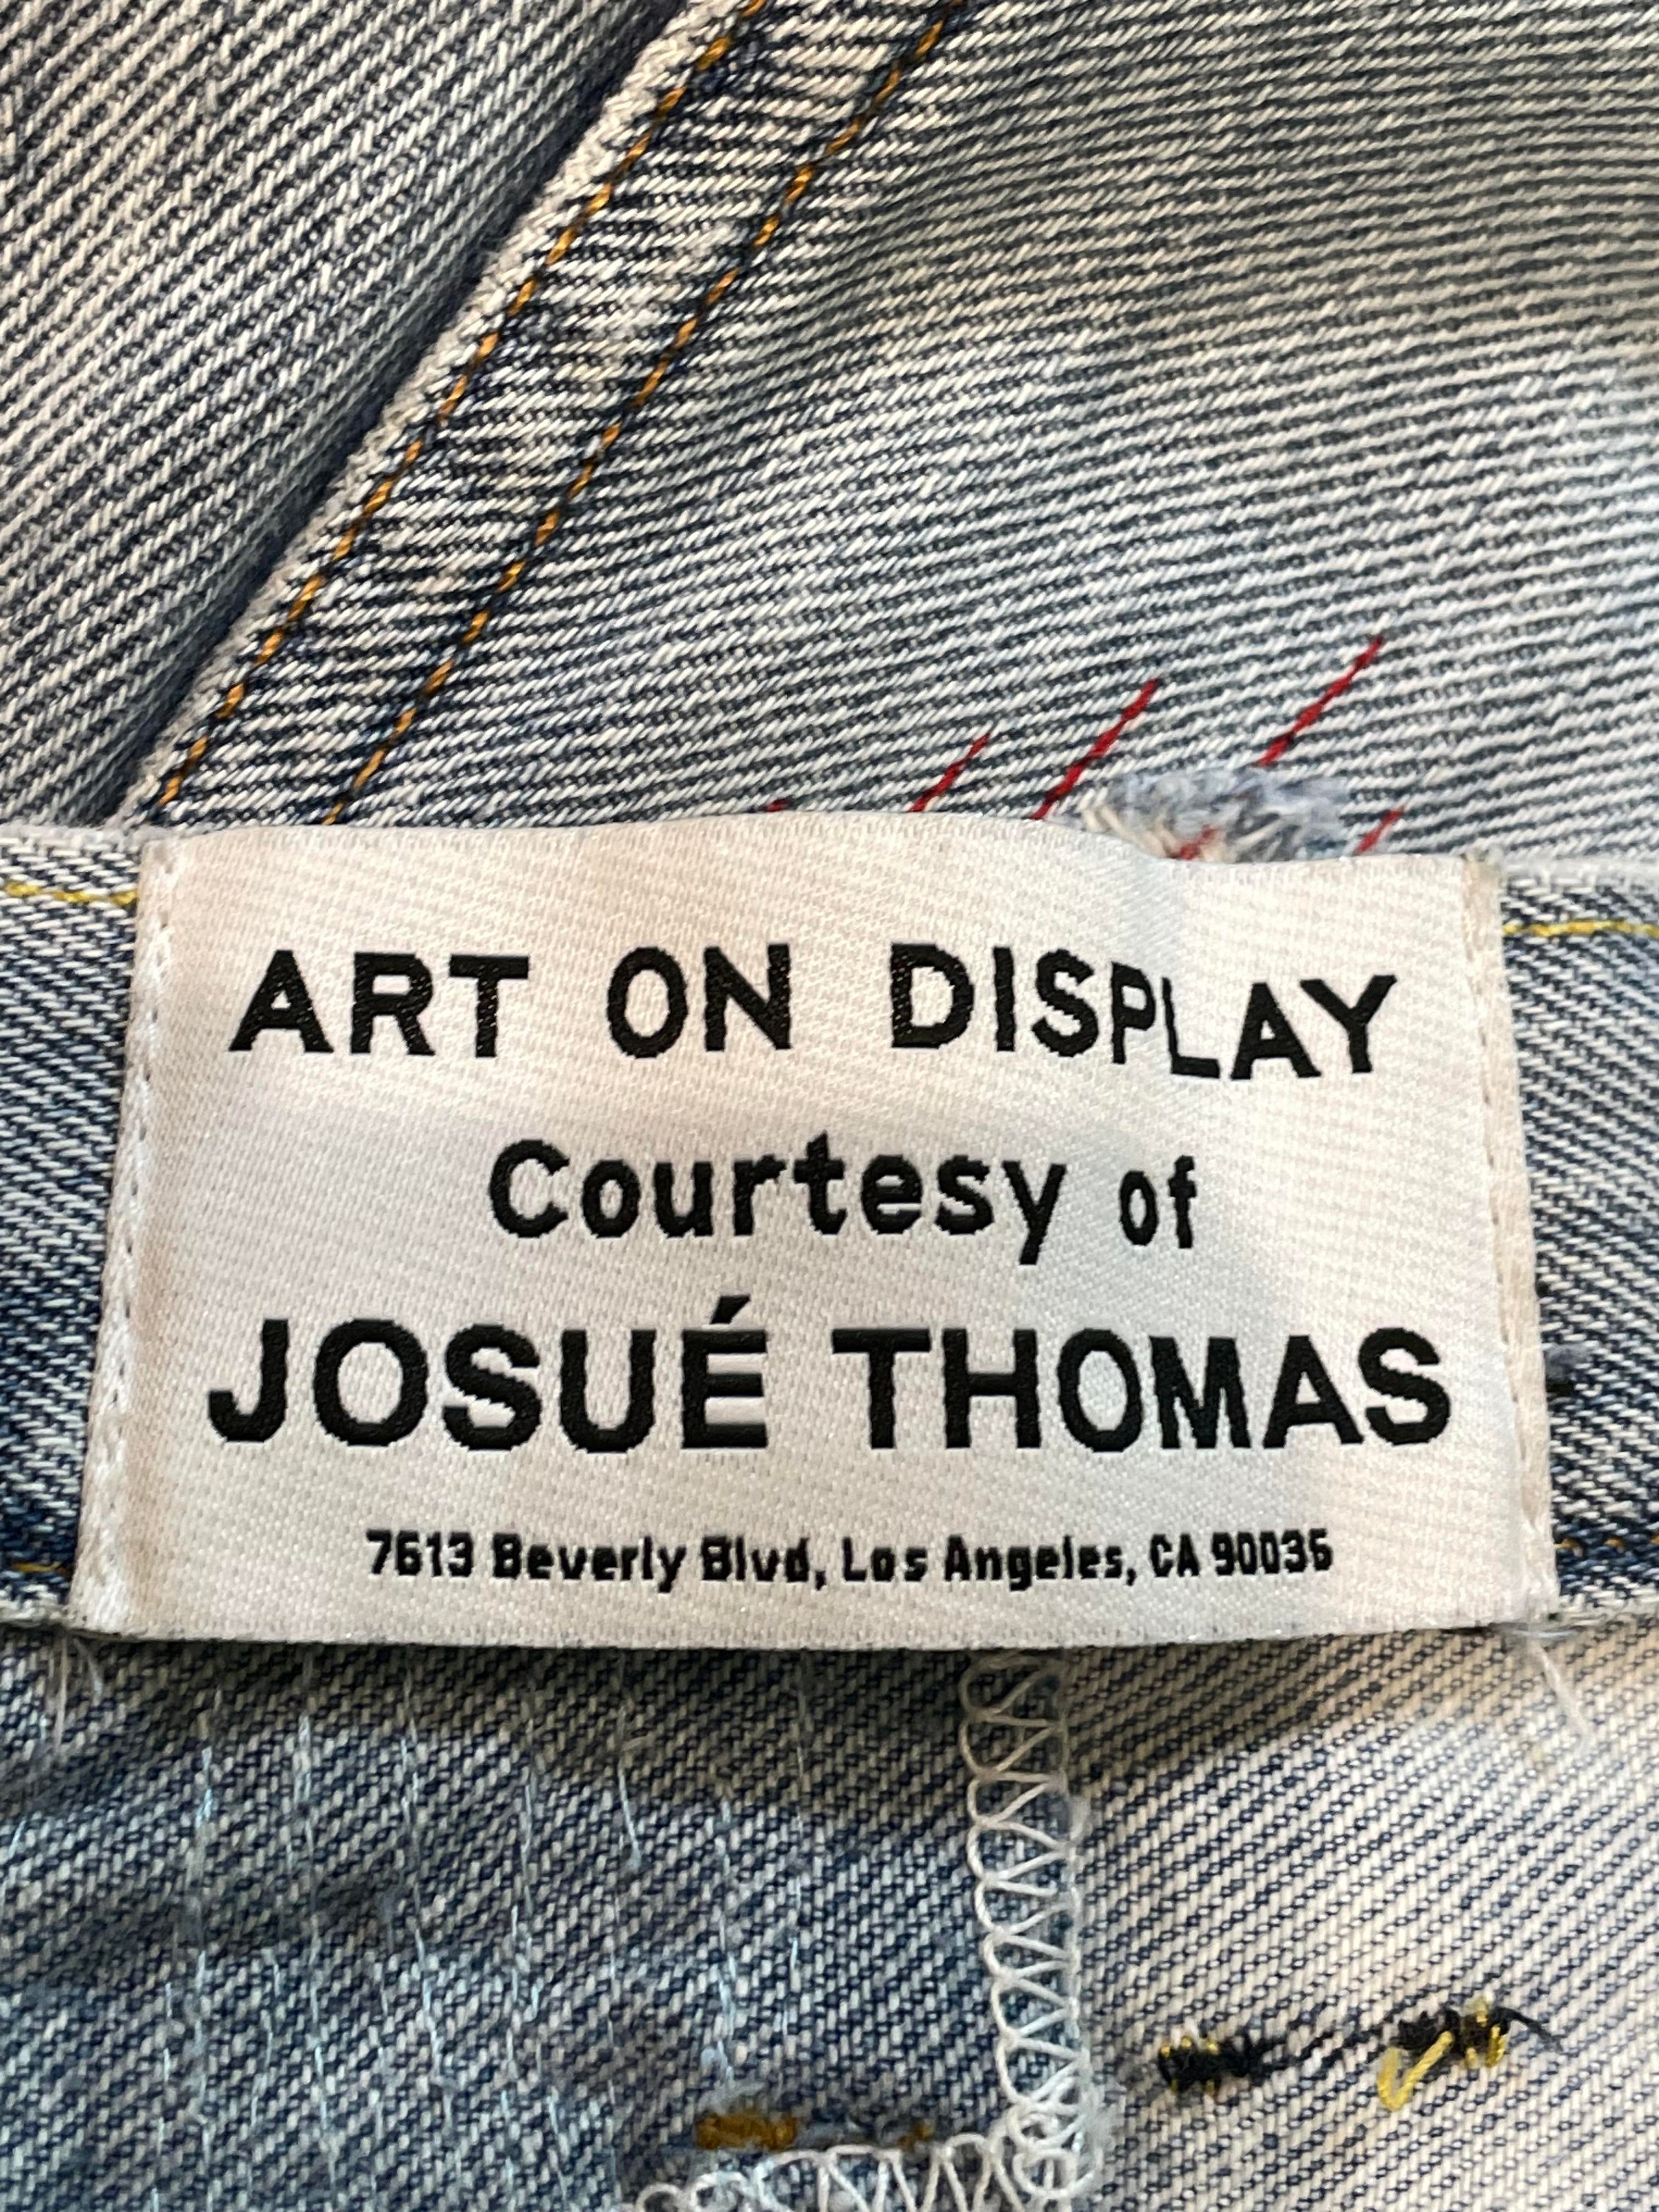 ART ON DISPLAY
Courtesy of
JOSUÉ THOMAS
7613 Beverly Blvd, Los Angeles, CA 90036